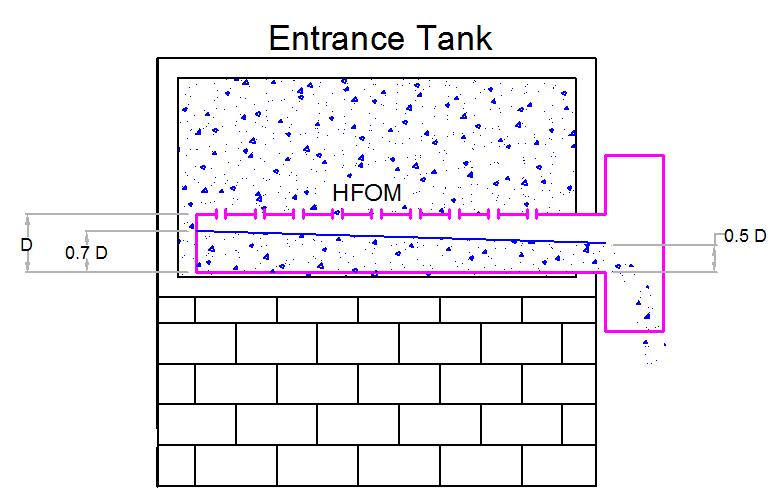 Entrance Tank
HFOM
D
0.7 D
0.5 D